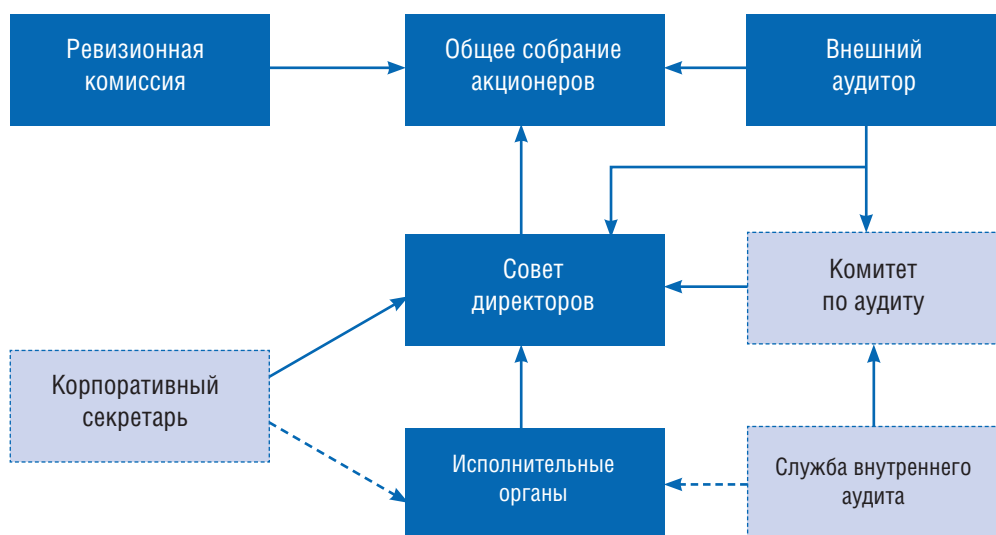 Ревизионная
комиссия
Общее собрание
акционеров
Внешний
аудитор
Совет
директоров
Комитет
по аудиту
Корпоративный
секретарь
Исполнительные
органы
Служба внутреннего
аудита